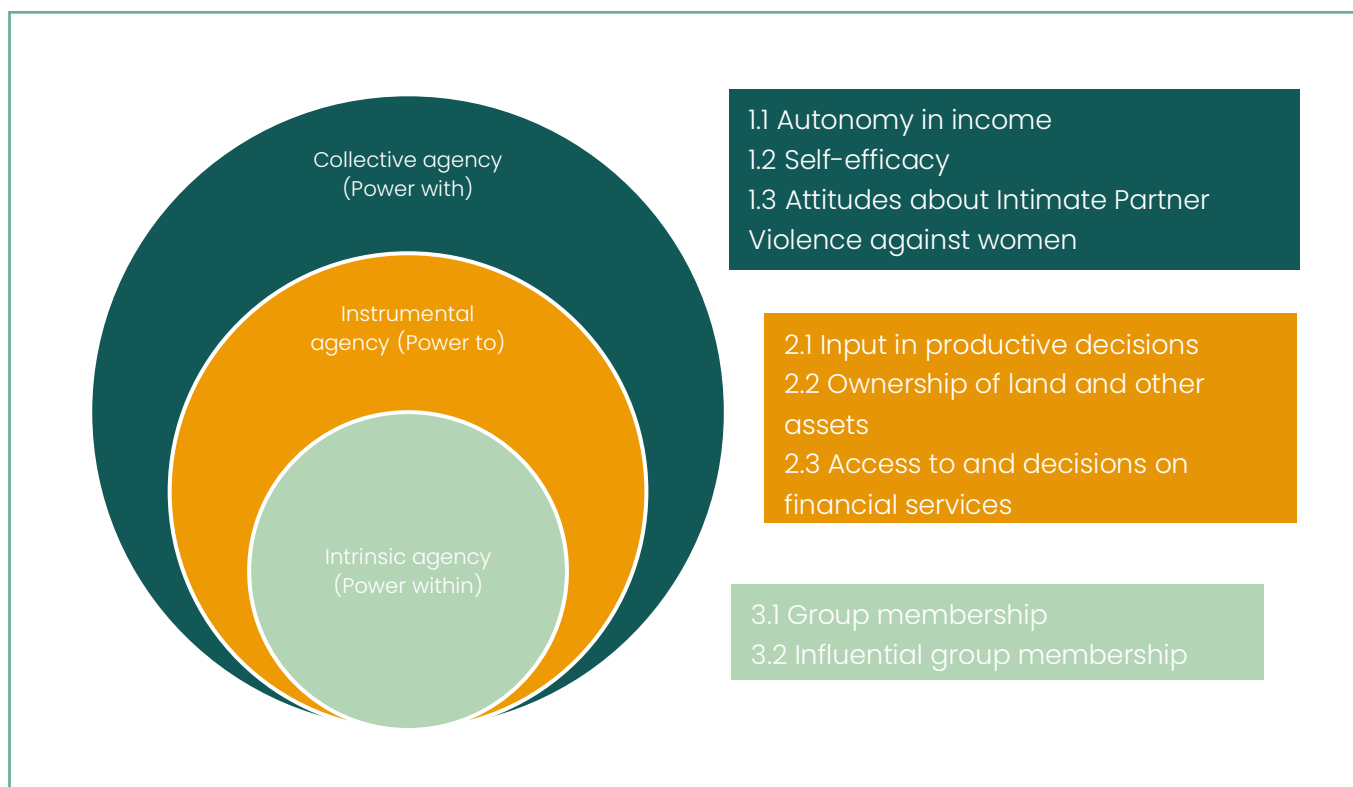 Collective agency
(Power with)
Instrumental
agency (Power to)
Intrinsic agency
(Power within)
1.1 Autonomy in income
1.2 Self-efficacy
1.3 Attitudes about Intimate Partner
Violence against women
2.1 Input in productive decisions
2.2 Ownership of land and other
assets
2.3 Access to and decisions on
financial services
3.1 Group membership
3.2 Influential group membership